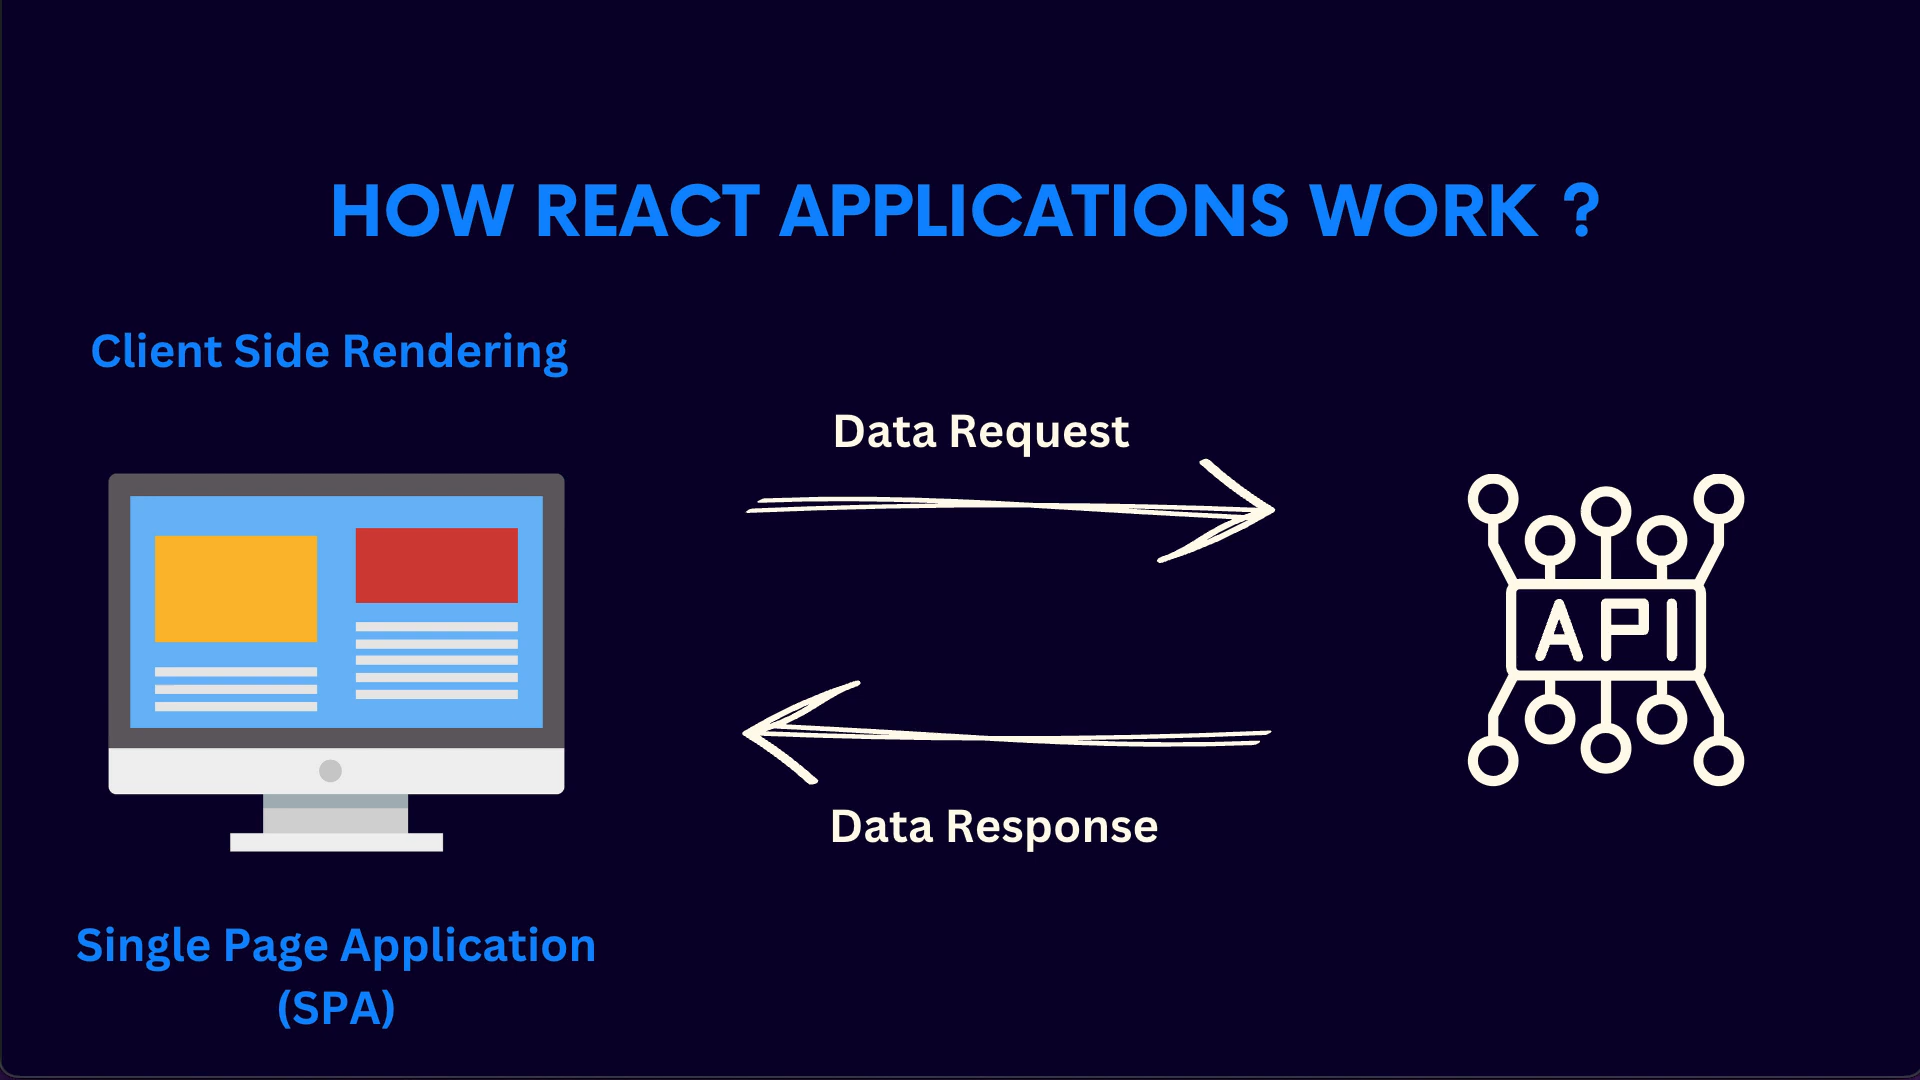 HOW REACT APPLICATIONS WORK ?
Client Side Rendering
Data Request
API
Data Response
Single Page Application
(SPA)